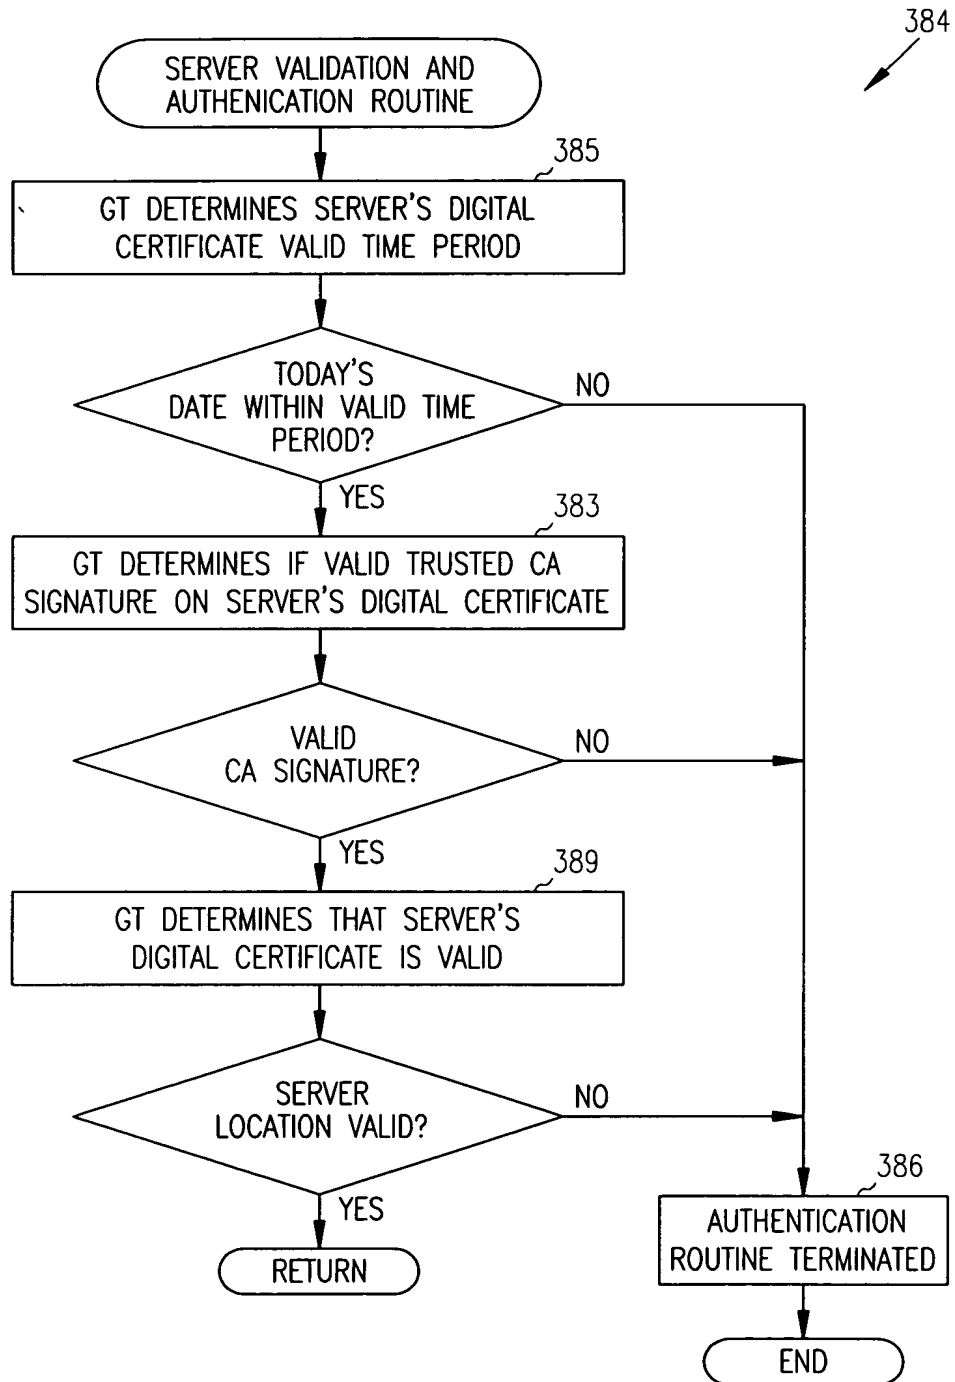 384
SERVER VALIDATION AND
AUTHENICATION ROUTINE
385
GT DETERMINES SERVER'S DIGITAL
CERTIFICATE VALID TIME PERIOD
TODAY'S
DATE WITHIN VALID TIME
PERIOD?
NO
YES
383
GT DETERMINES IF VALID TRUSTED CA
SIGNATURE ON SERVER'S DIGITAL CERTIFICATE
VALID
CA SIGNATURE?
NO
YES
389
GT DETERMINES THAT SERVER'S
DIGITAL CERTIFICATE IS VALID
SERVER
LOCATION VALID?
NO
YES
RETURN
386
AUTHENTICATION
ROUTINE TERMINATED
END